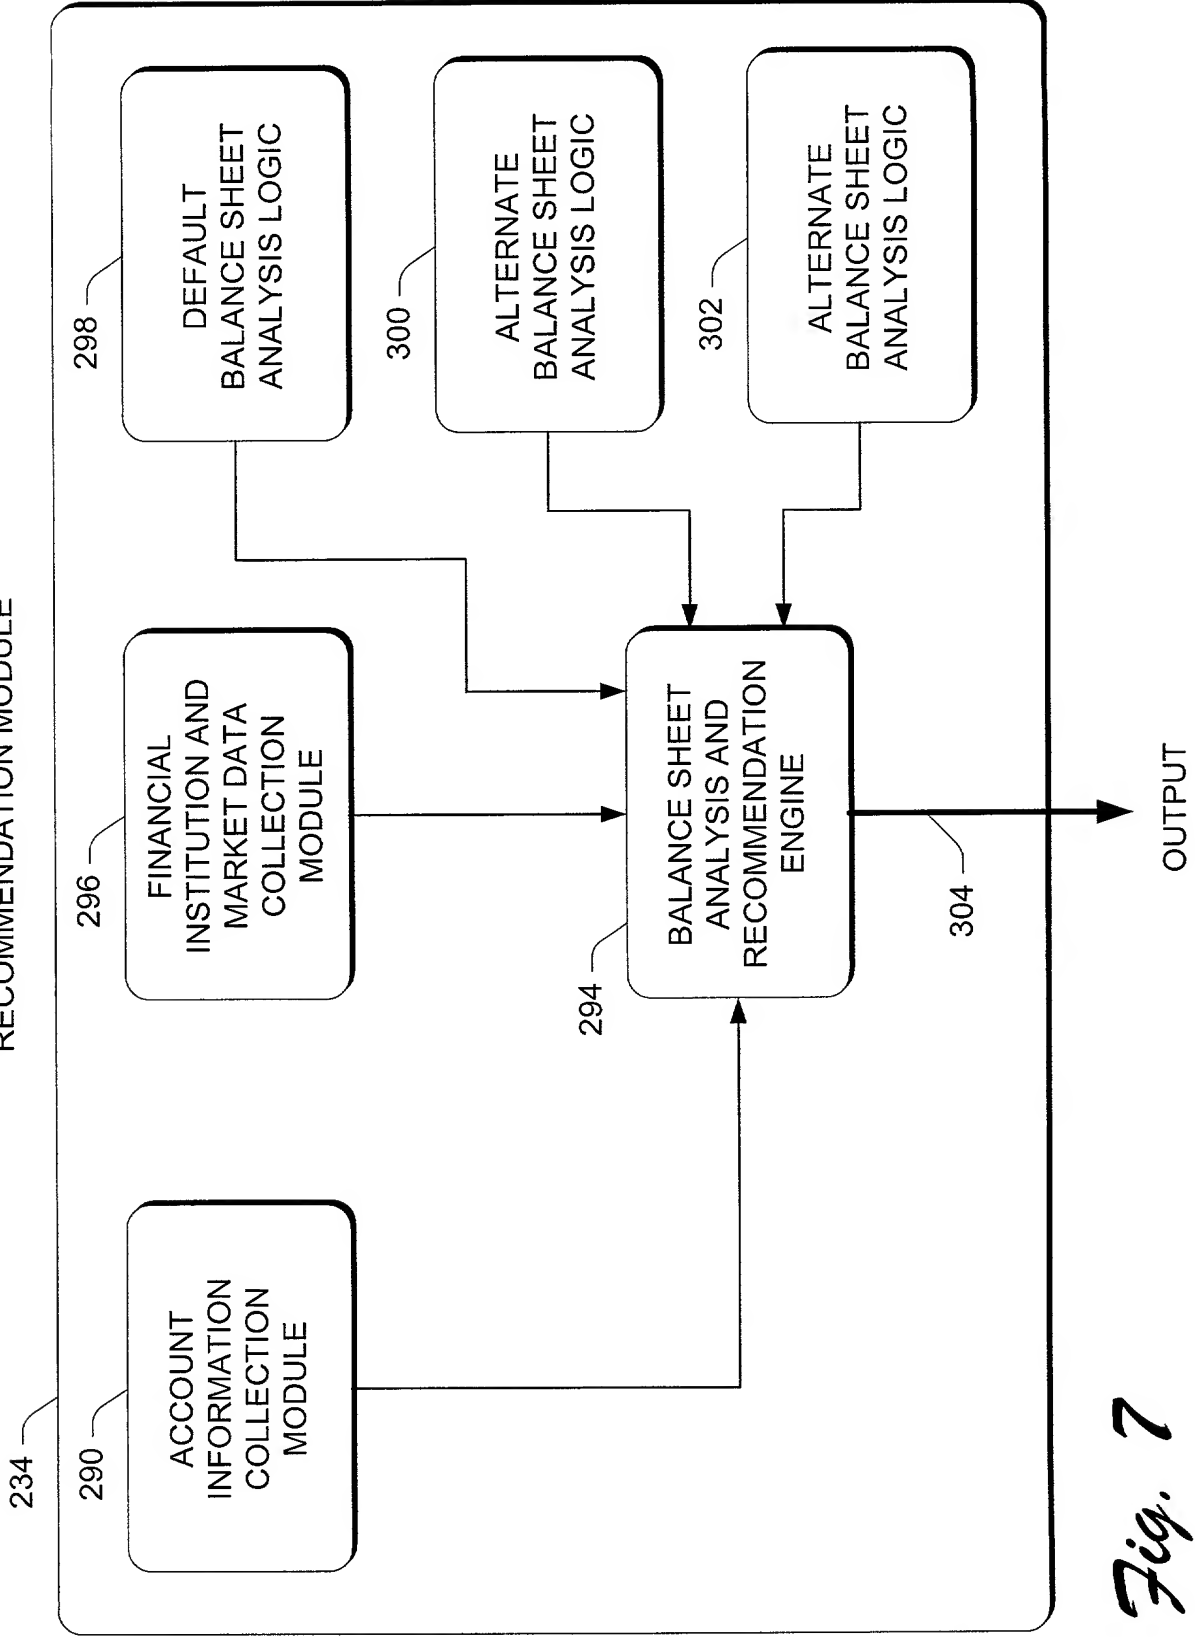 RECOMMENDATION MODULE
234
290
ACCOUNT
INFORMATION
COLLECTION
MODULE
296
FINANCIAL
INSTITUTION AND
MARKET DATA
COLLECTION
MODULE
298
DEFAULT
BALANCE SHEET
ANALYSIS LOGIC
300
ALTERNATE
BALANCE SHEET
ANALYSIS LOGIC
302
ALTERNATE
BALANCE SHEET
ANALYSIS LOGIC
294
BALANCE SHEET
ANALYSIS AND
RECOMMENDATION
ENGINE
304
OUTPUT
Fig. 7